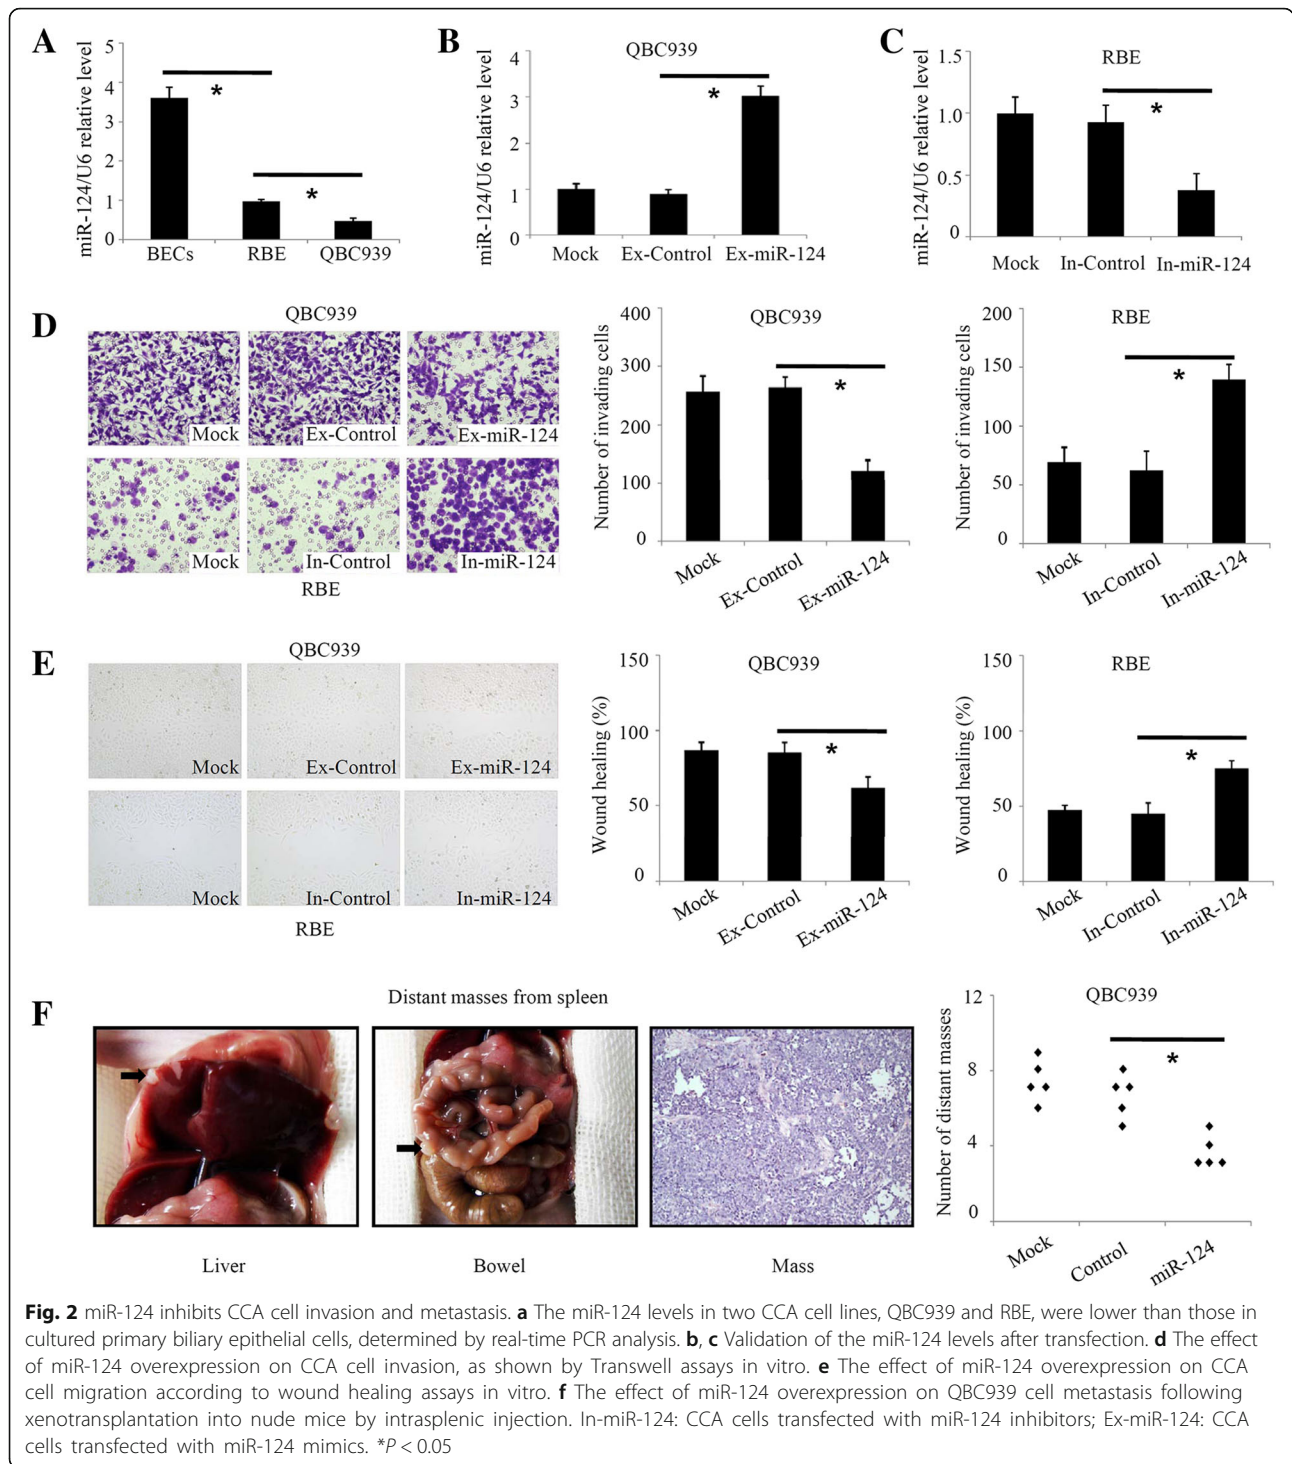 A
miR-124/U6 relative level
5
4
3
2
1
0
*
*
BECs
RBE
QBC939
B
QBC939
miR-124/U6 relative level
4
3
2
1
0
*
Mock
Ex-Control
Ex-miR-124
C
RBE
miR-124/U6 relative level
1.5
1.0
0.5
0
*
Mock
In-Control
In-miR-124
D
QBC939
Mock
Ex-Control
Ex-miR-124
Mock
In-Control
In-miR-124
RBE
QBC939
Number of invading cells
400
300
200
100
0
*
Mock
Ex-Control
Ex-miR-124
RBE
Number of invading cells
200
150
100
50
0
*
Mock
In-Control
In-miR-124
E
QBC939
Mock
Ex-Control
Ex-miR-124
Mock
In-Control
In-miR-124
RBE
QBC939
Wound healing (%)
150
100
50
0
*
Mock
Ex-Control
Ex-miR-124
RBE
Wound healing (%)
150
100
50
0
*
Mock
In-Control
In-miR-124
F
Distant masses from spleen
Liver
Bowel
Mass
QBC939
Number of distant masses
12
8
4
0
*
Mock
Control
miR-124
Fig. 2 miR-124 inhibits CCA cell invasion and metastasis. a The miR-124 levels in two CCA cell lines, QBC939 and RBE, were lower than those in
cultured primary biliary epithelial cells, determined by real-time PCR analysis. b, c Validation of the miR-124 levels after transfection. d The effect
of miR-124 overexpression on CCA cell invasion, as shown by Transwell assays in vitro. e The effect of miR-124 overexpression on CCA
cell migration according to wound healing assays in vitro. f The effect of miR-124 overexpression on QBC939 cell metastasis following
xenotransplantation into nude mice by intrasplenic injection. In-miR-124: CCA cells transfected with miR-124 inhibitors; Ex-miR-124: CCA
cells transfected with miR-124 mimics. *P < 0.05